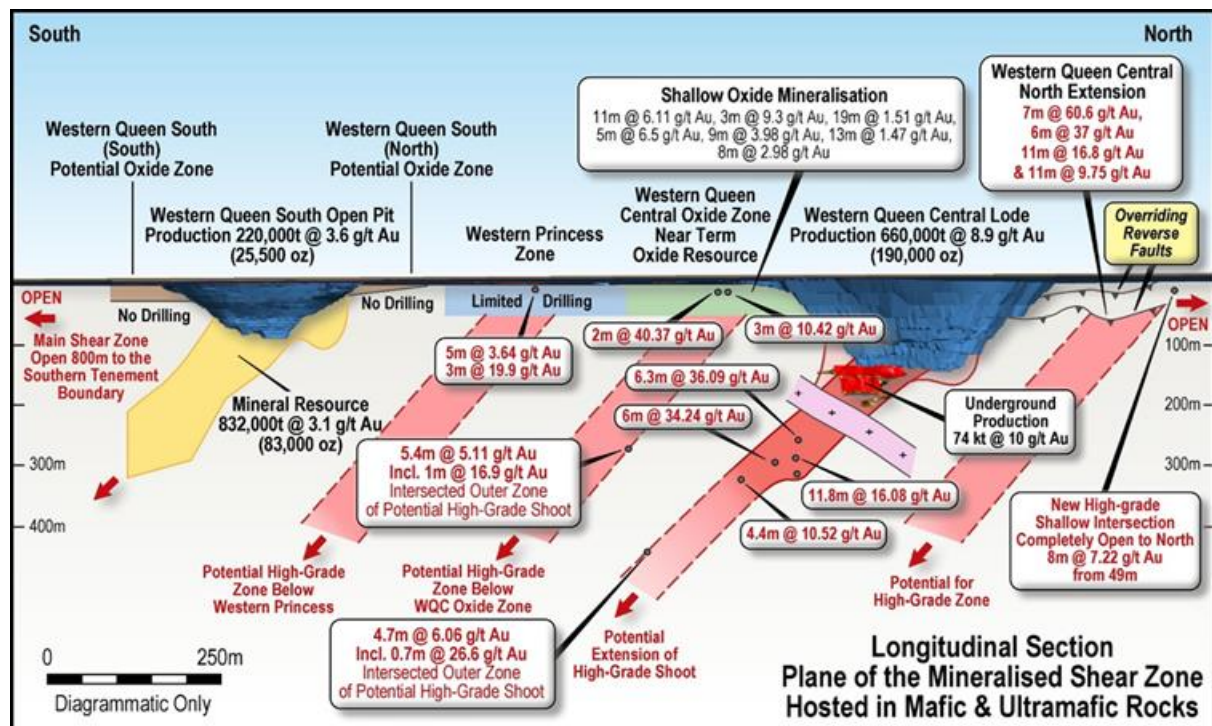 South
North
Western Queen South
(South)
Potential Oxide Zone
Western Queen South
(North)
Potential Oxide Zone
Shallow Oxide Mineralisation
11m @ 6.11 g/t Au, 3m @ 9.3 g/t Au, 19m @ 1.51 g/t Au,
5m @ 6.5 g/t Au, 9m @ 3.98 g/t Au, 13m @ 1.47 g/t Au,
8m @ 2.98 g/t Au
Western Queen Central
North Extension
7m @ 60.6 g/t Au,
6m @ 37 g/t Au
11m @ 16.8 g/t Au
& 11m @ 9.75 g/t Au
Western Queen South Open Pit
Production 220,000t @ 3.6 g/t Au
(25,500 oz)
Western Princess
Zone
Western Queen
Central Oxide Zone
Near Term
Oxide Resource
Western Queen Central Lode
Production 660,000t @ 8.9 g/t Au
(190,000 oz)
Overriding
Reverse
Faults
OPEN
No Drilling
No Drilling
Limited Drilling
OPEN
Main Shear Zone
Open 800m to the
Southern Tenement
Boundary
5m @ 3.64 g/t Au
3m @ 19.9 g/t Au
2m @ 40.37 g/t Au
3m @ 10.42 g/t Au
100m
6.3m @ 36.09 g/t Au
Mineral Resource
832,000t @ 3.1 g/t Au
(83,000 oz)
6m @ 34.24 g/t Au
Underground
Production
74 kt @ 10 g/t Au
200m
300m
300m
400m
5.4m @ 5.11 g/t Au
Incl. 1m @ 16.9 g/t Au
Intersected Outer Zone
of Potential High-Grade Shoot
11.8m @ 16.08 g/t Au
4.4m @ 10.52 g/t Au
New High-grade
Shallow Intersection
Completely Open to North
8m @ 7.22 g/t Au
from 49m
Potential High-Grade
Zone Below
Western Princess
Potential High-Grade
Zone Below
WQC Oxide Zone
Potential for
High-Grade Zone
4.7m @ 6.06 g/t Au
Incl. 0.7m @ 26.6 g/t Au
Intersected Outer Zone
of Potential High-Grade Shoot
Potential
Extension of
High-Grade Shoot
0
250m
Diagrammatic Only
Longitudinal Section
Plane of the Mineralised Shear Zone
Hosted in Mafic & Ultramafic Rocks